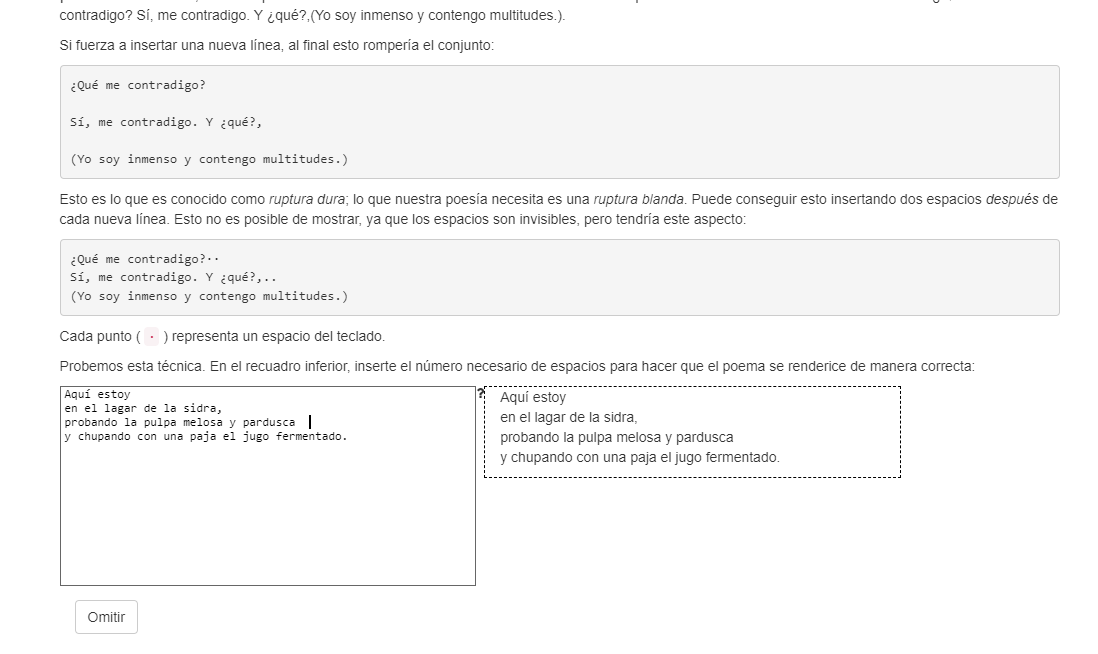 contradigo? Sí, me contradigo. Y ¿qué?,(Yo soy inmenso y contengo multitudes.).
Si fuerza a insertar una nueva línea, al final esto rompería el conjunto:
¿Qué me contradigo?
Sí, me contradigo. Y ¿qué?,
(Yo soy inmenso y contengo multitudes.)
Esto es lo que es conocido como ruptura dura; lo que nuestra poesía necesita es una ruptura blanda. Puede conseguir esto insertando dos espacios después de
cada nueva línea. Esto no es posible de mostrar, ya que los espacios son invisibles, pero tendría este aspecto:
¿Qué me contradigo?··
Sí, me contradigo. Y ¿qué?,..
(Yo soy inmenso y contengo multitudes.)
Cada punto ( · ) representa un espacio del teclado.
Probemos esta técnica. En el recuadro inferior, inserte el número necesario de espacios para hacer que el poema se renderice de manera correcta:
Aquí estoy
en el lagar de la sidra,
probando la pulpa melosa y pardusca
y chupando con una paja el jugo fermentado.
?
Aquí estoy
en el lagar de la sidra,
probando la pulpa melosa y pardusca
y chupando con una paja el jugo fermentado.
Omitir